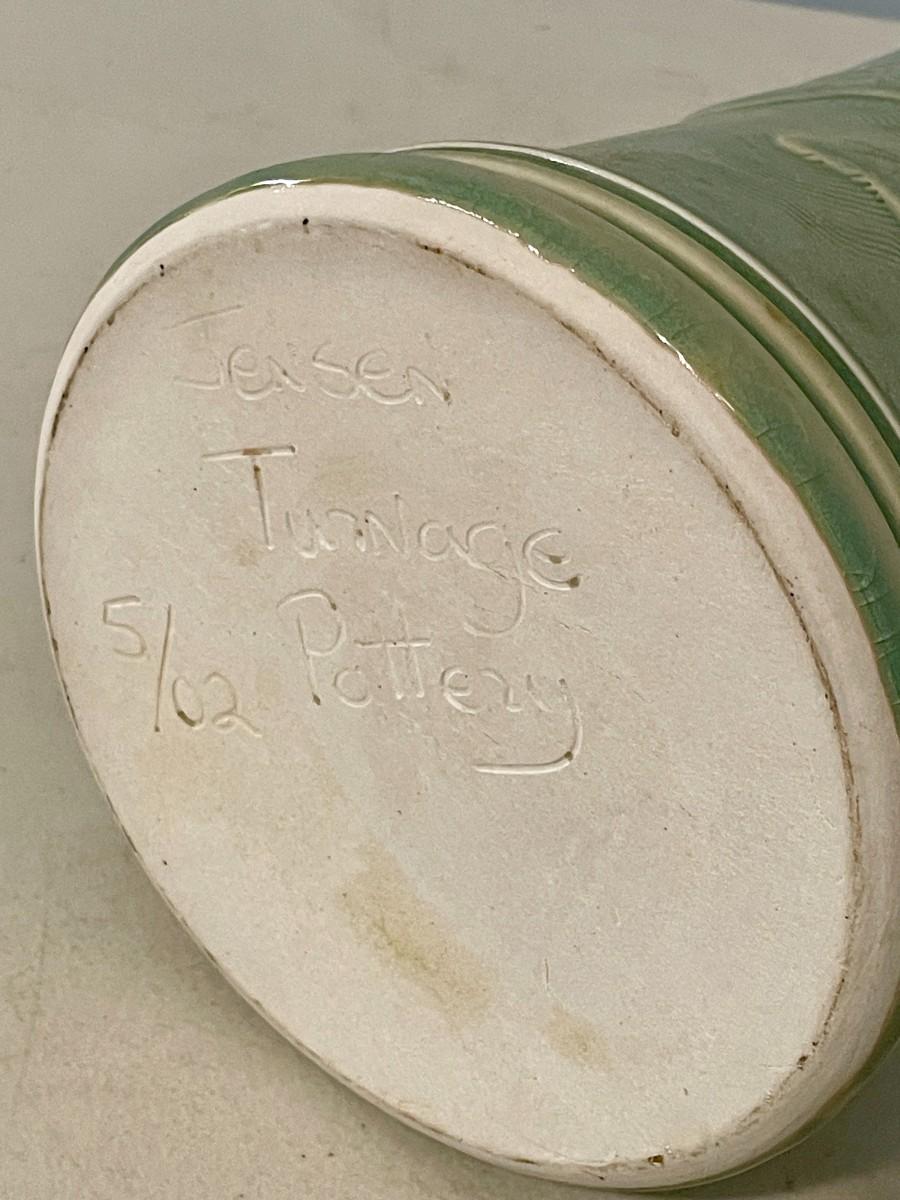 Jensen
Turnage
Pottery
5/02